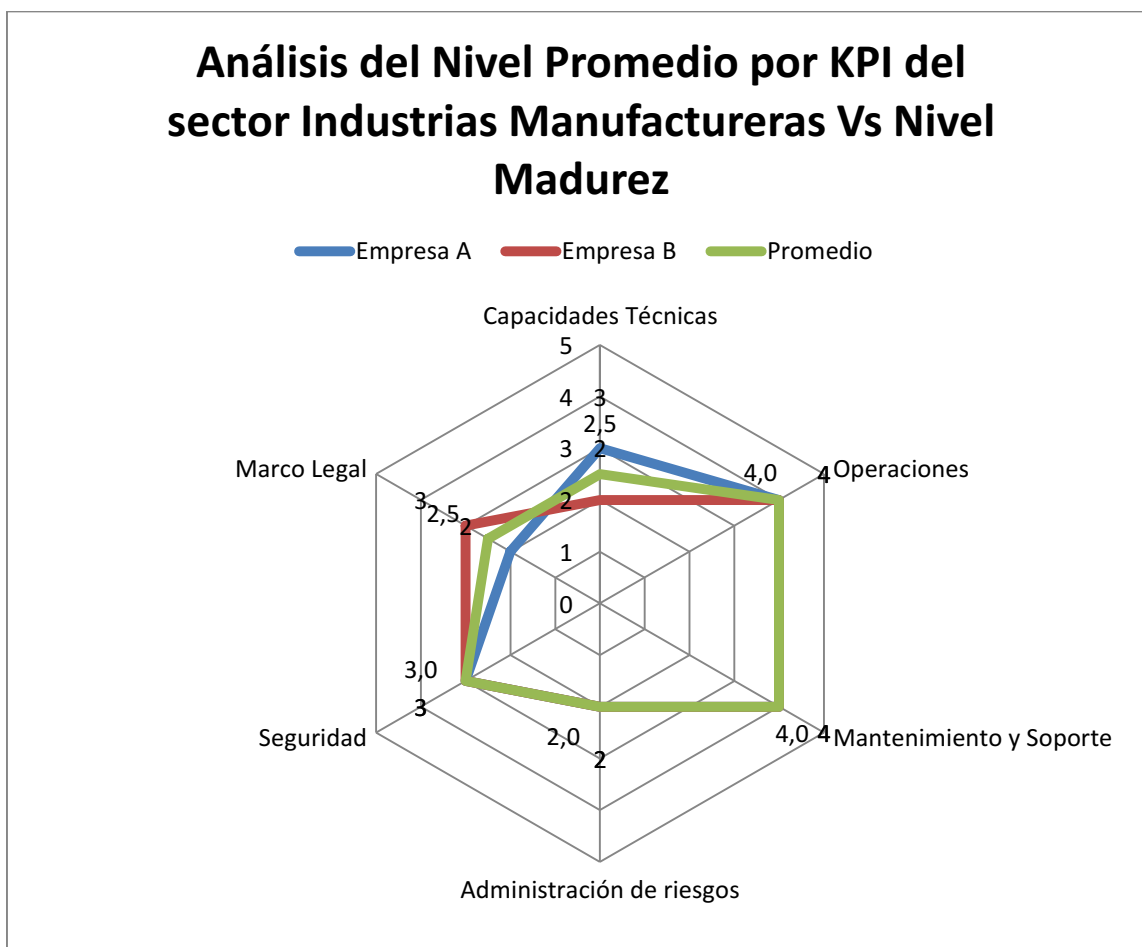 Análisis del Nivel Promedio por KPI del
sector Industrias Manufactureras Vs Nivel
Madurez
Empresa A Empresa B Promedio
Capacidades Técnicas
5
4 3
2,5
3 2
Marco Legal 4,0 4 Operaciones
3 2,5 2 2
1
0
3,0
3
Seguridad 2,0 4,0 4 Mantenimiento y Soporte
2
Administración de riesgos